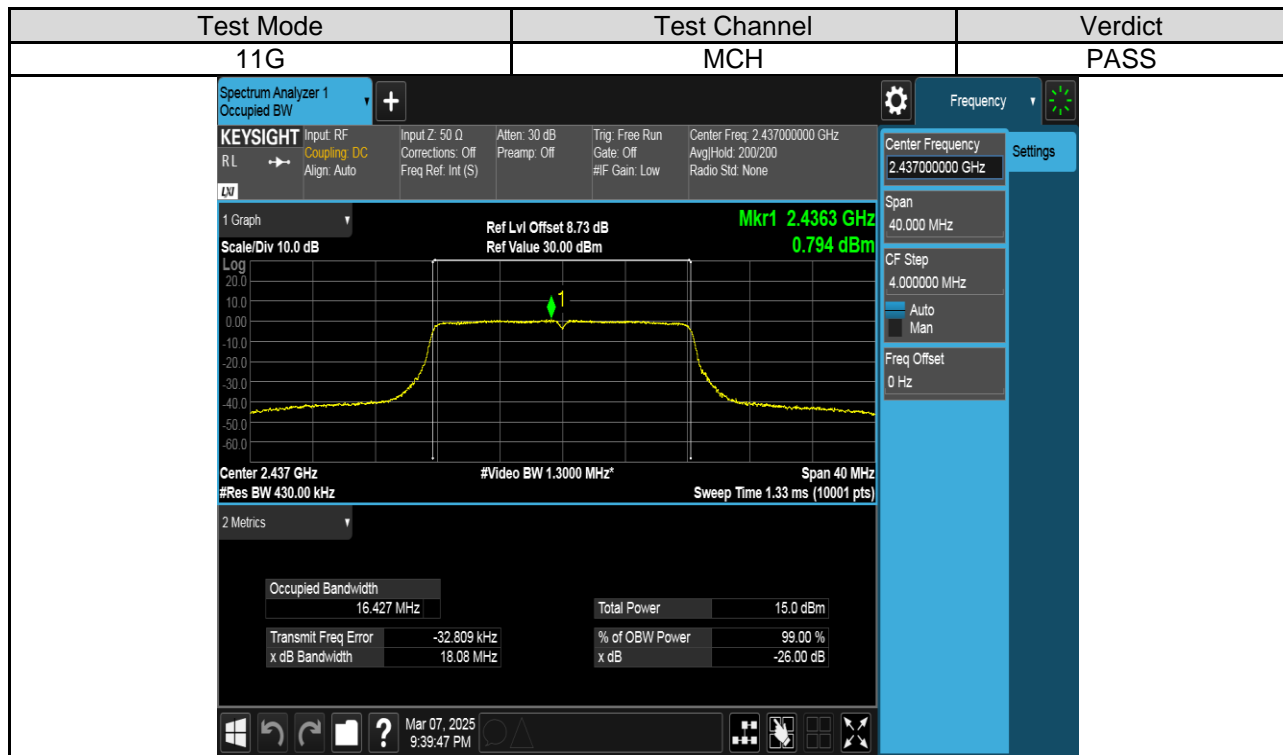 Test Mode Test Channel Verdict
11G MCH PASS
Spectrum Analyzer 1
Occupied BW
+
Frequency
KEYSIGHT Input: RF Input Z: 50 Ω Atten: 30 dB Trig: Free Run Center Freq: 2.437000000 GHz
RL Coupling: DC Corrections: Off Preamp: Off Gate: Off Avg|Hold: 200/200
Align: Auto Freq Ref: Int (S) #IF Gain: Low Radio Std: None
LXI
Center Frequency
2.437000000 GHz
Settings
Span
40.000 MHz
CF Step
4.000000 MHz
Auto
Man
Freq Offset
0 Hz
1 Graph Ref Lvl Offset 8.73 dB Mkr1 2.4363 GHz
Scale/Div 10.0 dB Ref Value 30.00 dBm 0.794 dBm
Log
20.0
10.0
1
0.00
-10.0
-20.0
-30.0
-40.0
-50.0
-60.0
Center 2.437 GHz #Video BW 1.3000 MHz* Span 40 MHz
#Res BW 430.00 kHz Sweep Time 1.33 ms (10001 pts)
2 Metrics
Occupied Bandwidth
16.427 MHz Total Power 15.0 dBm
Transmit Freq Error -32.809 kHz % of OBW Power 99.00 %
x dB Bandwidth 18.08 MHz x dB -26.00 dB
? Mar 07, 2025
9:39:47 PM